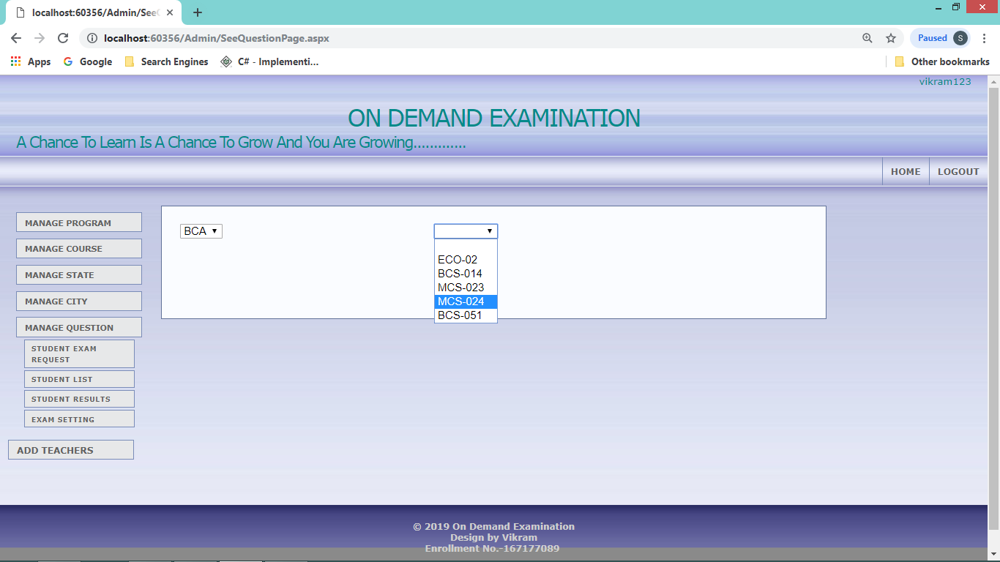 localhost:60356/Admin/SeeC
localhost:60356/Admin/SeeQuestionPage.aspx
Paused S
Apps Google Search Engines C# - Implementi... Other bookmarks
vikram123
ON DEMAND EXAMINATION
A Chance To Learn Is A Chance To Grow And You Are Growing.............
HOME LOGOUT
MANAGE PROGRAM
MANAGE COURSE
MANAGE STATE
MANAGE CITY
MANAGE QUESTION
STUDENT EXAM
REQUEST
STUDENT LIST
STUDENT RESULTS
EXAM SETTING
ADD TEACHERS
BCA
ECO-02
BCS-014
MCS-023
MCS-024
BCS-051
© 2019 On Demand Examination
Design by Vikram
Enrollment No.-167177089